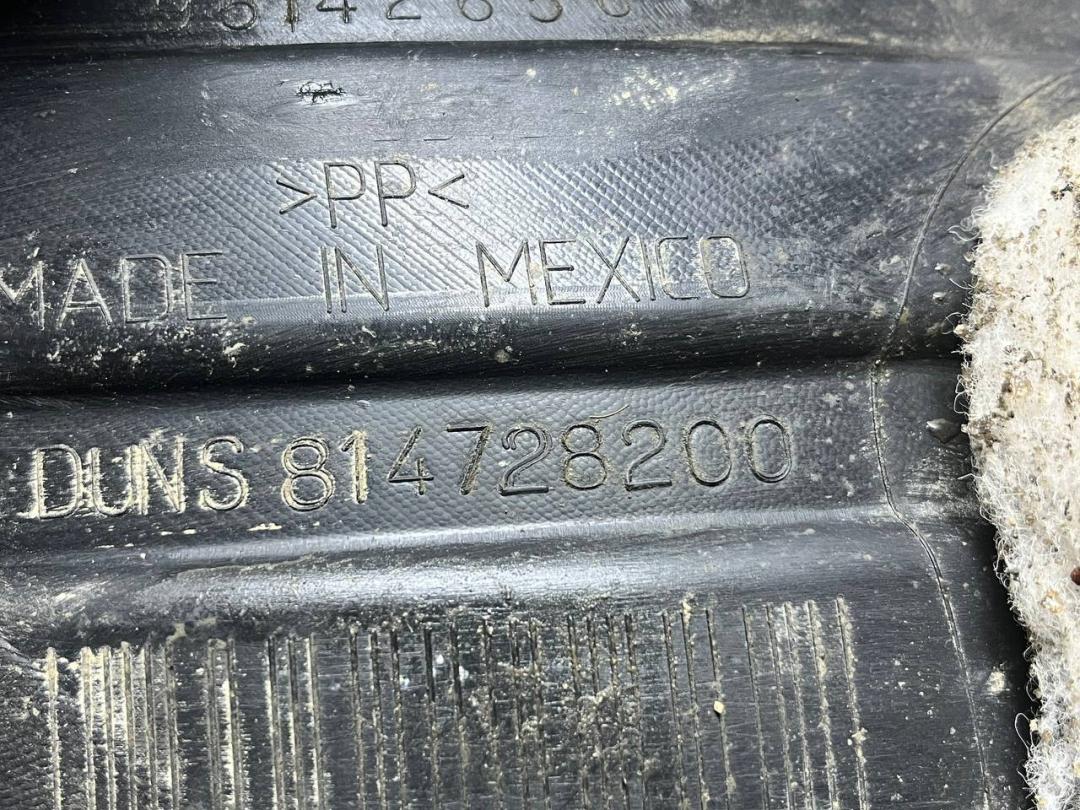 >PP<
MADE IN MEXICO
DUNS 814728200